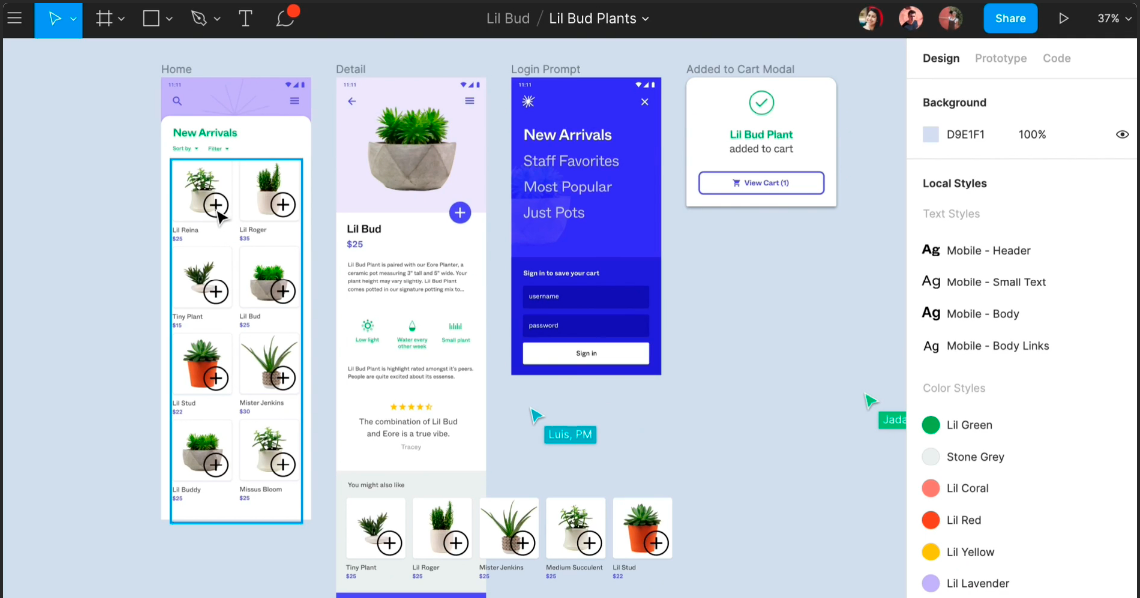 Lil Bud / Lil Bud Plants
Share
37%
Home
11:11
New Arrivals
Sort by
Filter
Lil Reina
$25
Lil Roger
$35
Tiny Plant
$15
Lil Bud
$25
Lil Stud
$22
Mister Jenkins
$30
Lil Buddy
$25
Missus Bloom
$25
Detail
11:11
Lil Bud
$25
Lil Bud Plant is paired with our Eore Planter, a
ceramic pot measuring 3" tall and 5" wide. Your
plant height may vary slightly. Lil Bud Plant
comes potted in our signature potting mix to...
Low light
Water every
other week
Small plant
Lil Bud Plant is highlight rated amongst it's peers.
People are quite excited about its essense.
The combination of Lil Bud
and Eore is a true vibe.
Tracey
You might also like
Tiny Plant
$25
Lil Roger
$25
Mister Jenkins
$25
Medium Succulent
$25
Lil Stud
$22
Login Prompt
11:11
New Arrivals
Staff Favorites
Most Popular
Just Pots
Sign in to save your cart
username
password
Sign in
Added to Cart Modal
Lil Bud Plant
added to cart
View Cart (1)
Luis, PM
Jada
Design Prototype Code
Background
D9E1F1 100%
Local Styles
Text Styles
Ag Mobile - Header
Ag Mobile - Small Text
Ag Mobile - Body
Ag Mobile - Body Links
Color Styles
Lil Green
Stone Grey
Lil Coral
Lil Red
Lil Yellow
Lil Lavender